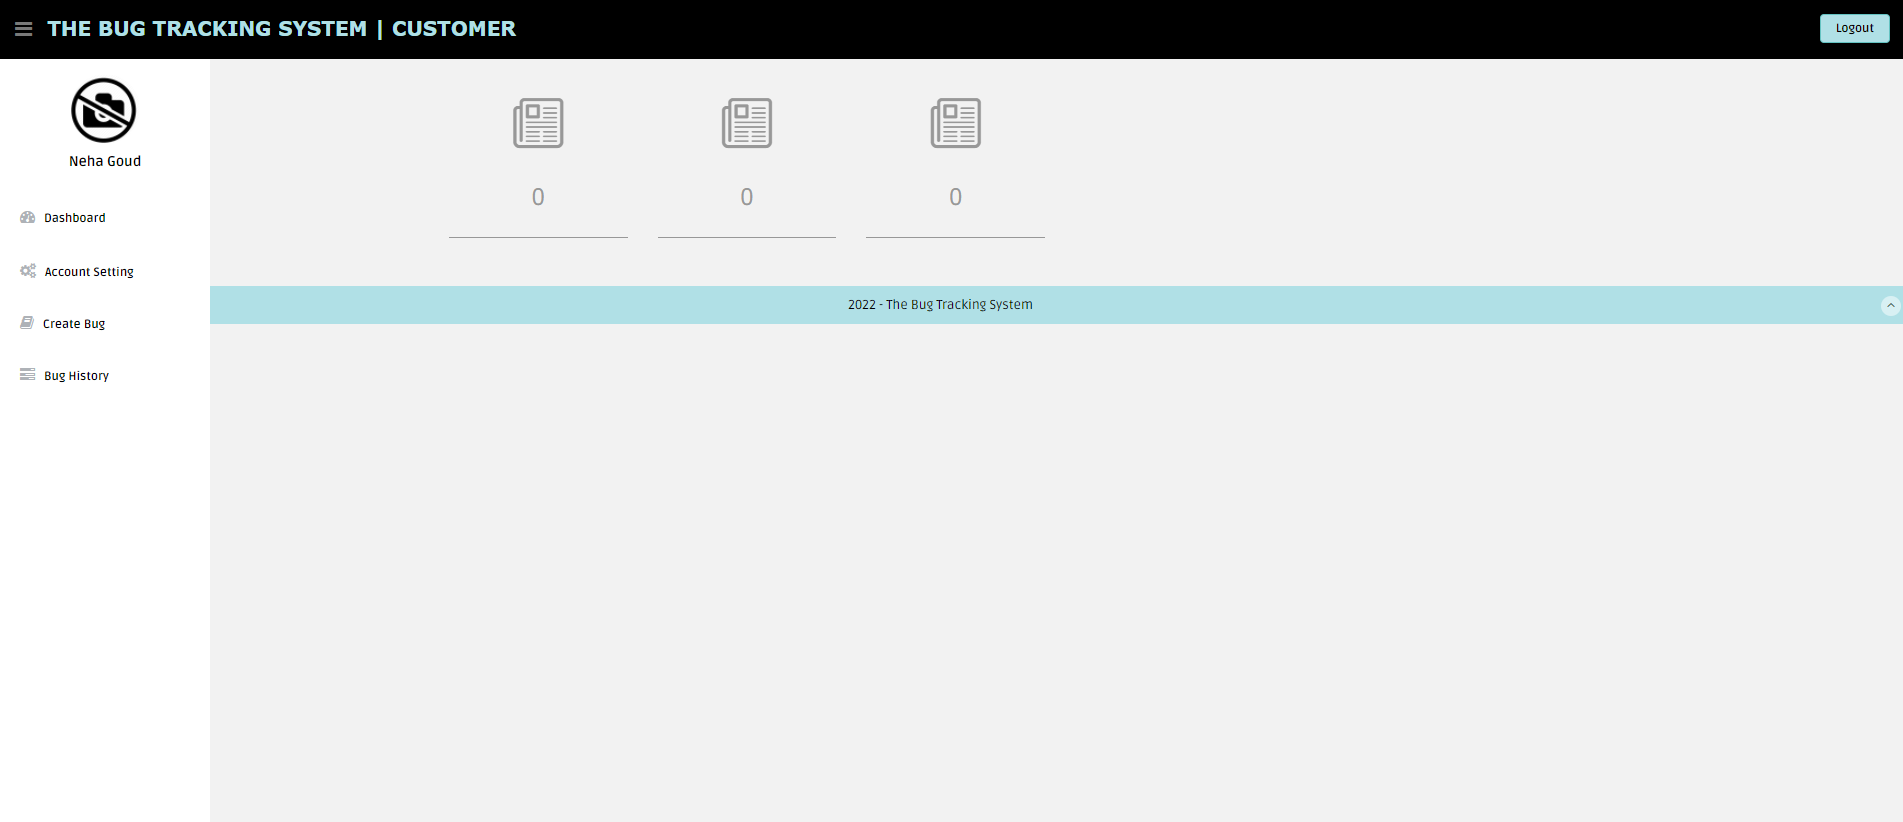 THE BUG TRACKING SYSTEM | CUSTOMER
Logout
Neha Goud
Dashboard
Account Setting
Create Bug
Bug History
0 0 0
2022 - The Bug Tracking System